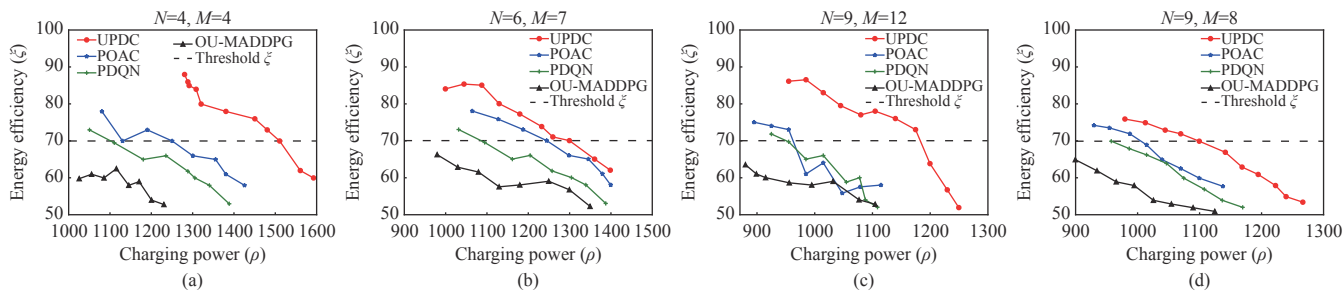 N=4, M=4
100
90
80
70
60
50
Energy efficiency (ξ)
UPDC
POAC
PDQN
OU-MADDPG
Threshold ξ
1000 1100 1200 1300 1400 1500 1600
Charging power (ρ)
(a)
N=6, M=7
100
90
80
70
60
50
Energy efficiency (ξ)
UPDC
POAC
PDQN
OU-MADDPG
Threshold ξ
900 1000 1100 1200 1300 1400 1500
Charging power (ρ)
(b)
N=9, M=12
100
90
80
70
60
50
Energy efficiency (ξ)
UPDC
POAC
PDQN
OU-MADDPG
Threshold ξ
900 1000 1100 1200 1300
Charging power (ρ)
(c)
N=9, M=8
100
90
80
70
60
50
Energy efficiency (ξ)
UPDC
POAC
PDQN
OU-MADDPG
Threshold ξ
900 1000 1100 1200 1300
Charging power (ρ)
(d)